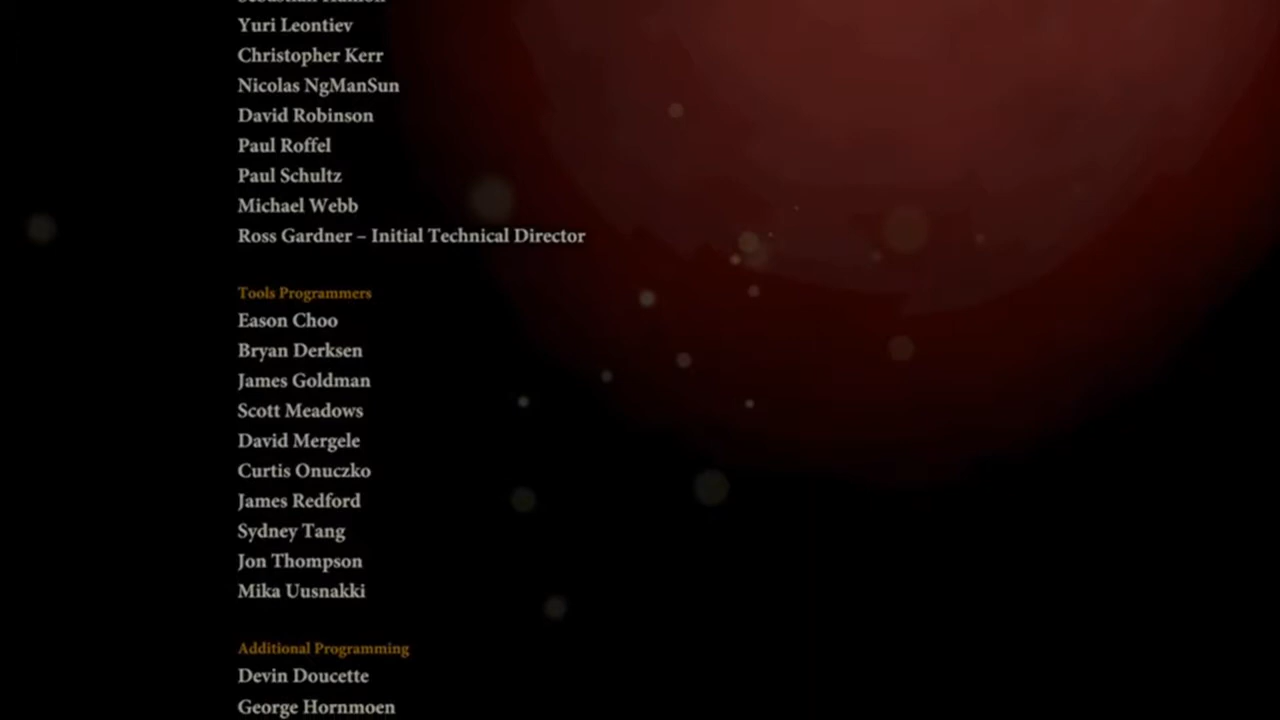 Yuri Leontiev
Christopher Kerr
Nicolas NgManSun
David Robinson
Paul Roffel
Paul Schultz
Michael Webb
Ross Gardner – Initial Technical Director
Tools Programmers
Eason Choo
Bryan Derksen
James Goldman
Scott Meadows
David Mergele
Curtis Onuczko
James Redford
Sydney Tang
Jon Thompson
Mika Uusnakki
Additional Programming
Devin Doucette
George Hornmoen